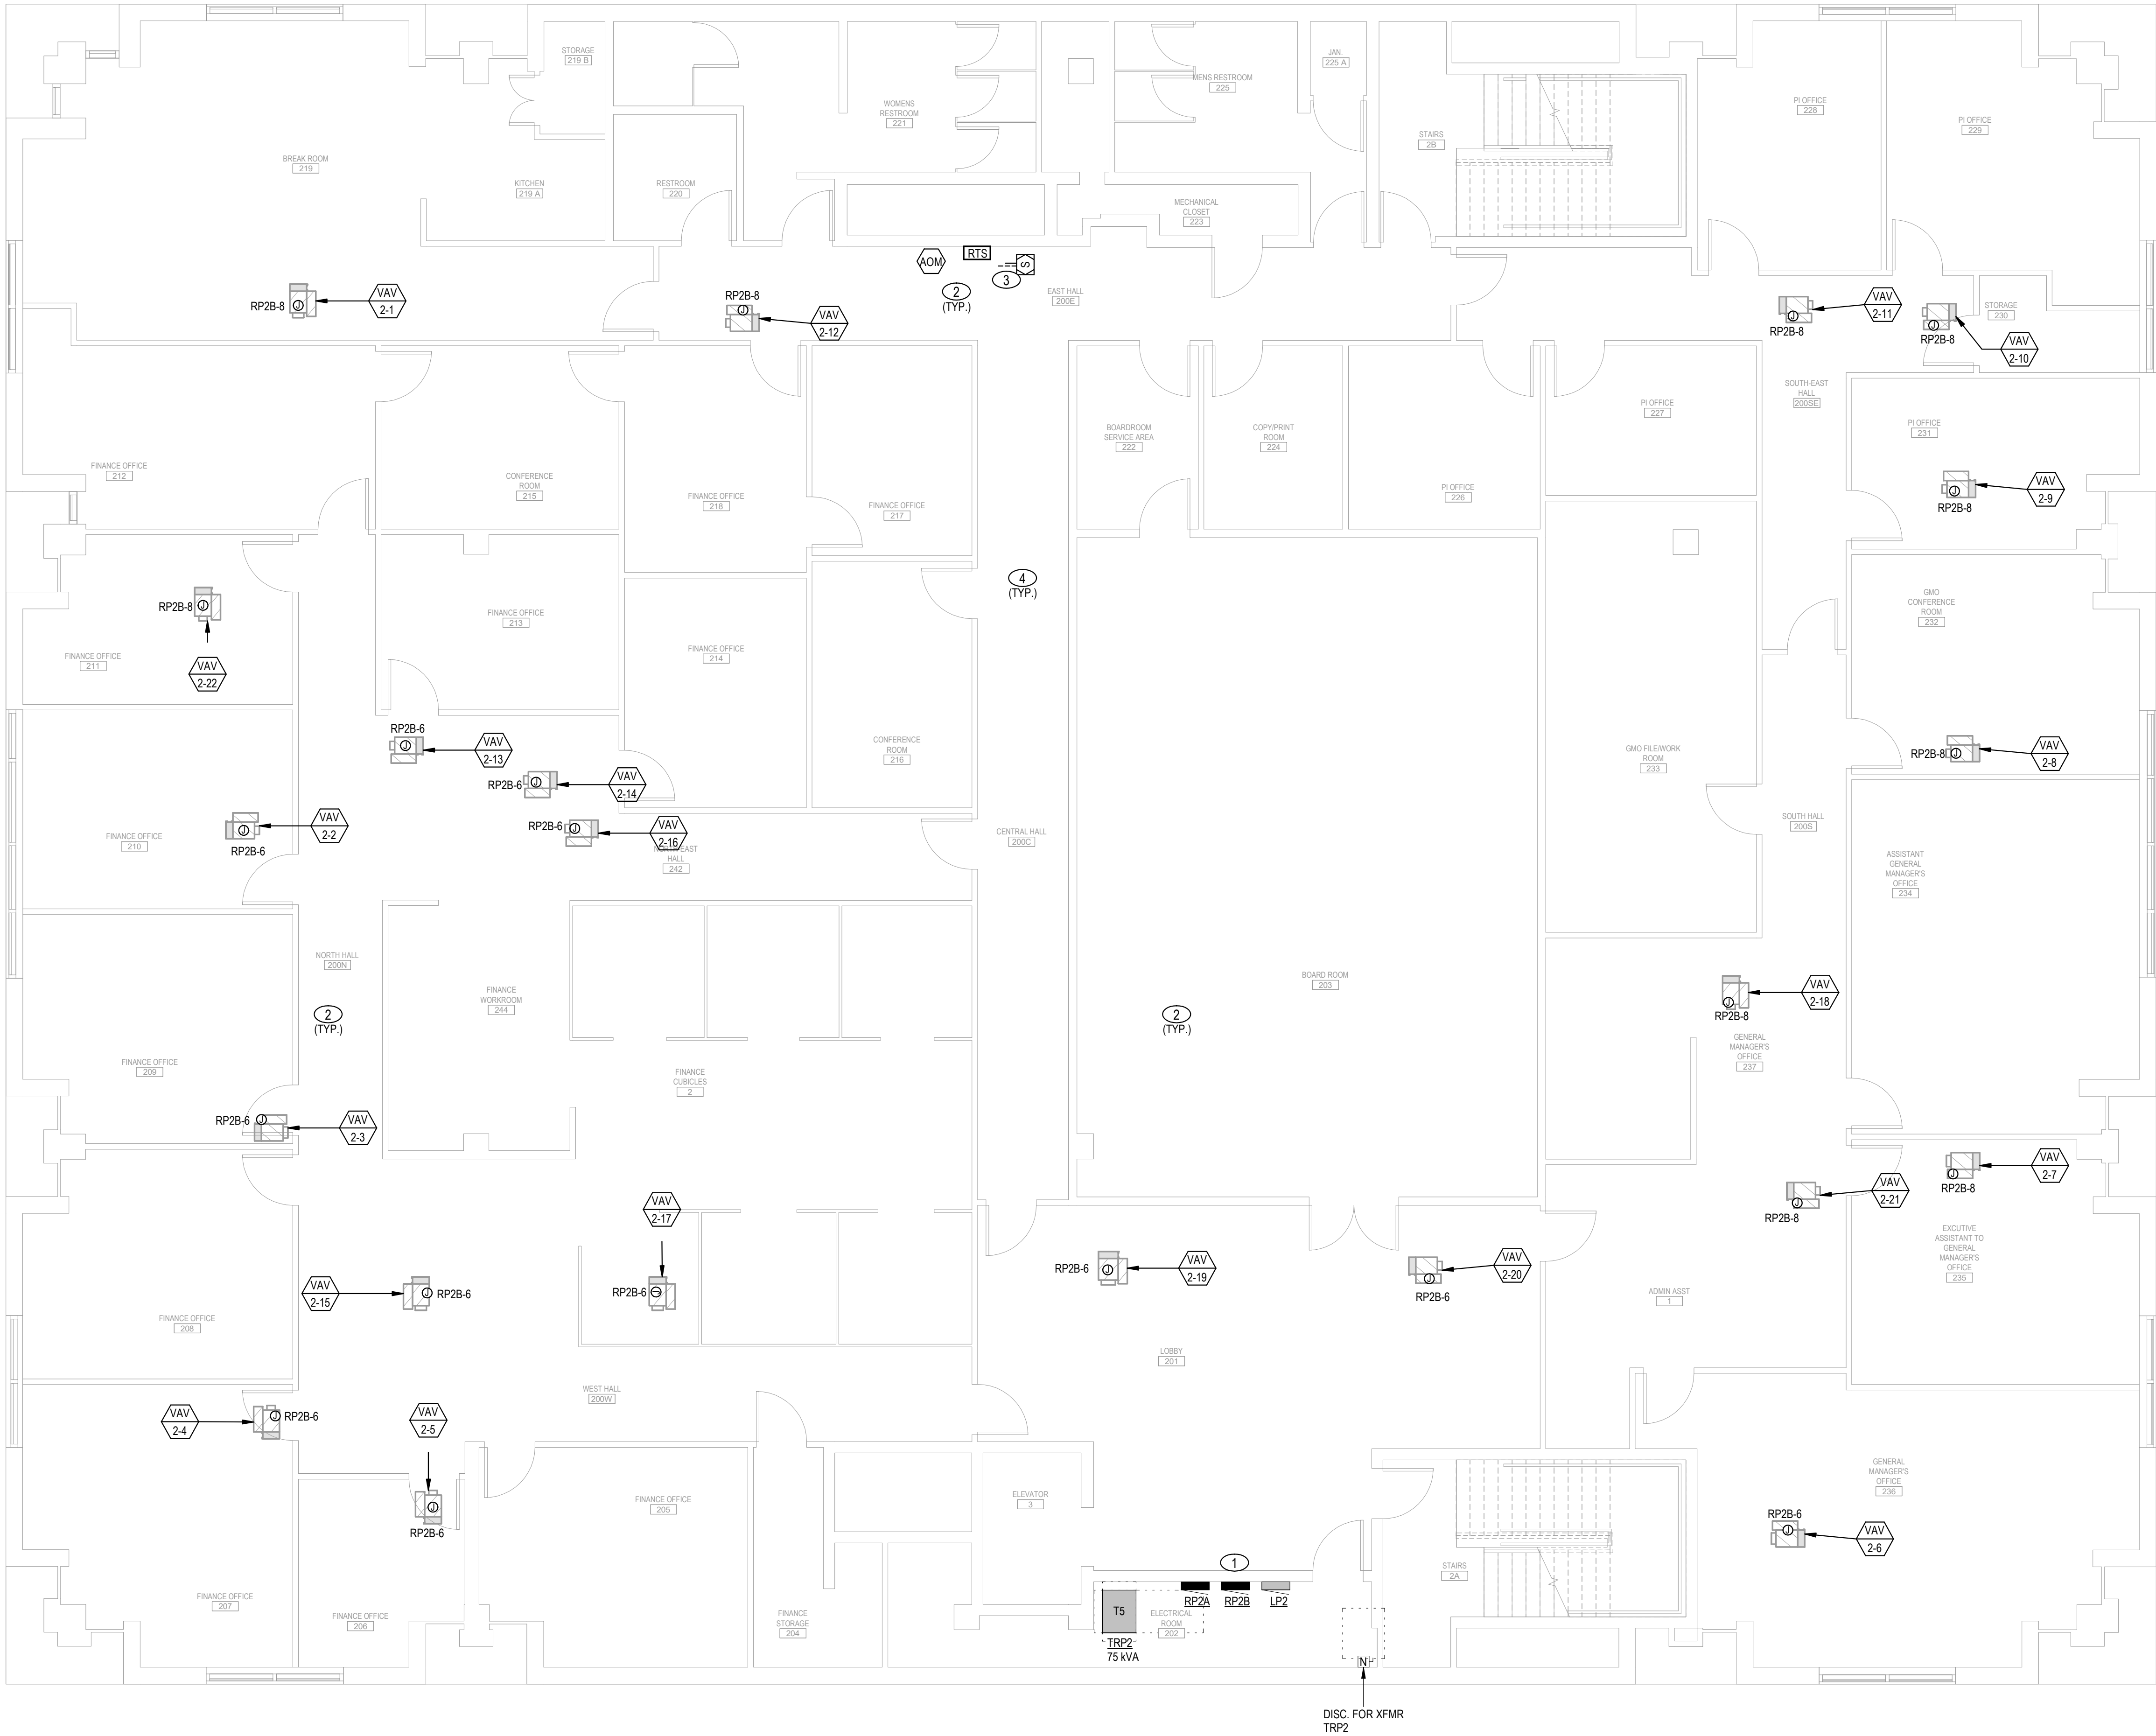 STORAGE
219 B
JAN.
225 A
MENS RESTROOM
225
WOMENS
RESTROOM
221
PI OFFICE
228
PI OFFICE
229
STAIRS
2B
BREAK ROOM
219
KITCHEN
219 A
RESTROOM
220
MECHANICAL
CLOSET
223
AOM
RTS
S
3
2
(TYP.)
EAST HALL
200E
RP2B-8
J
VAV
2-1
RP2B-8
J
VAV
2-12
J
RP2B-8
VAV
2-11
J
RP2B-8
VAV
2-10
STORAGE
230
SOUTH-EAST
HALL
200SE
PI OFFICE
227
BOARDROOM
SERVICE AREA
222
COPY/PRINT
ROOM
224
PI OFFICE
231
FINANCE OFFICE
212
CONFERENCE
ROOM
215
FINANCE OFFICE
218
FINANCE OFFICE
217
PI OFFICE
226
J
RP2B-8
VAV
2-9
4
(TYP.)
RP2B-8
J
VAV
2-22
FINANCE OFFICE
211
FINANCE OFFICE
213
FINANCE OFFICE
214
GMO
CONFERENCE
ROOM
232
RP2B-6
J
VAV
2-13
RP2B-6
J
VAV
2-14
CONFERENCE
ROOM
216
GMO FILE/WORK
ROOM
233
RP2B-8
J
VAV
2-8
FINANCE OFFICE
210
J
RP2B-6
VAV
2-2
RP2B-6
J
VAV
2-16
HALL
242
CENTRAL HALL
200C
SOUTH HALL
200S
ASSISTANT
GENERAL
MANAGER'S
OFFICE
234
NORTH HALL
200N
FINANCE
WORKROOM
244
BOARD ROOM
203
2
(TYP.)
2
(TYP.)
J
RP2B-8
VAV
2-18
GENERAL
MANAGER'S
OFFICE
237
FINANCE OFFICE
209
FINANCE
CUBICLES
2
RP2B-6
J
VAV
2-3
J
RP2B-8
VAV
2-7
J
RP2B-8
VAV
2-21
VAV
2-17
EXCUTIVE
ASSISTANT TO
GENERAL
MANAGER'S
OFFICE
235
RP2B-6
J
VAV
2-19
J
RP2B-6
VAV
2-20
VAV
2-15
J
RP2B-6
RP2B-6
J
ADMIN ASST
1
FINANCE OFFICE
208
LOBBY
201
WEST HALL
200W
VAV
2-4
J
RP2B-6
VAV
2-5
J
RP2B-6
FINANCE OFFICE
205
ELEVATOR
3
GENERAL
MANAGER'S
OFFICE
236
RP2B-6
J
VAV
2-6
1
STAIRS
2A
FINANCE OFFICE
207
FINANCE OFFICE
206
FINANCE
STORAGE
204
T5
RP2A
RP2B
LP2
ELECTRICAL
ROOM
202
TRP2
75 kVA
N
DISC. FOR XFMR
TRP2